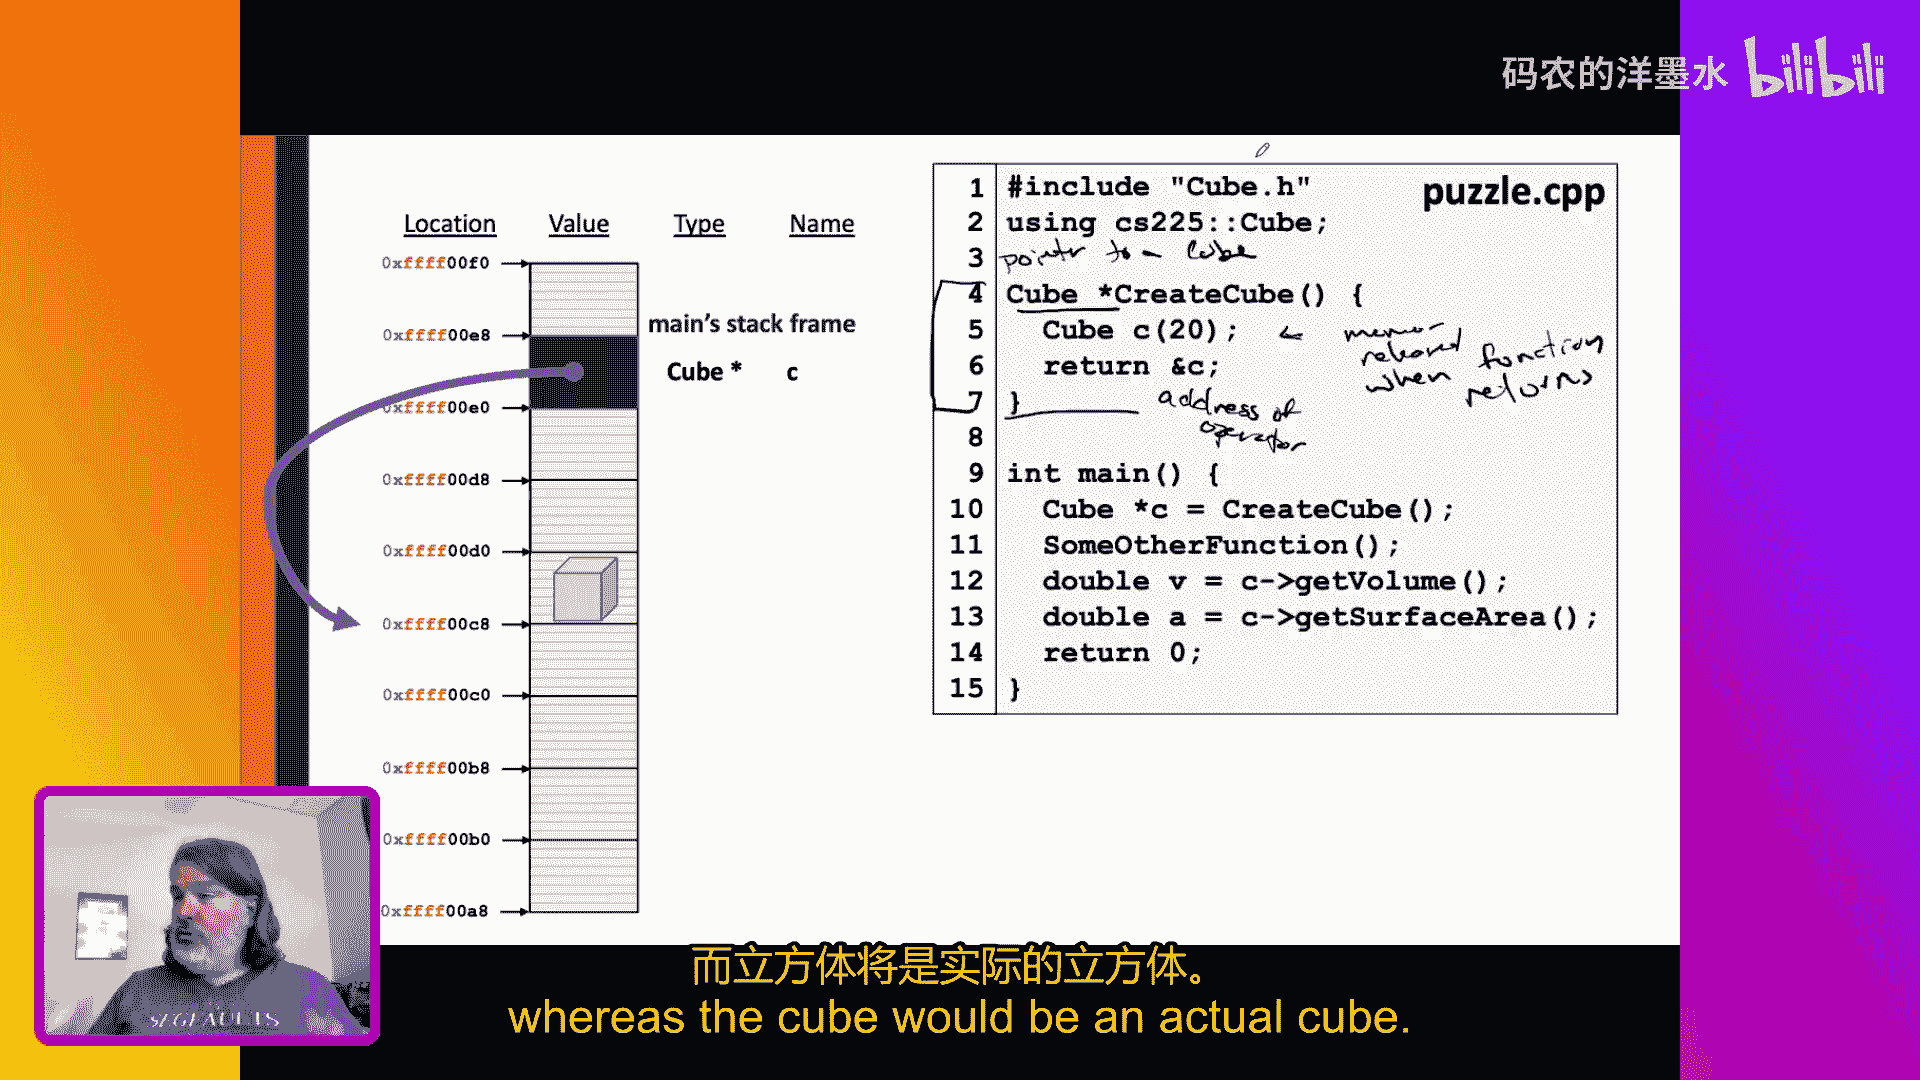 码农的洋墨水 bilibili
Location Value Type Name
0xffff00f0
main's stack frame
0xffff00e8
Cube * c
0xffff00e0
0xffff00d8
0xffff00d0
0xffff00c8
0xffff00c0
0xffff00b8
0xffff00b0
0xffff00a8
puzzle.cpp
1 #include "Cube.h"
2 using cs225::Cube;
3
pointr to a Cube
4 Cube *CreateCube() {
5 Cube c(20);
6 return &c;
7 }
when function
returns
address of
operator
8
9 int main() {
10 Cube *c = CreateCube();
11 SomeOtherFunction();
12 double v = c->getVolume();
13 double a = c->getSurfaceArea();
14 return 0;
15 }
SEGFAULTS
而立方体将是实际的立方体。
whereas the cube would be an actual cube.